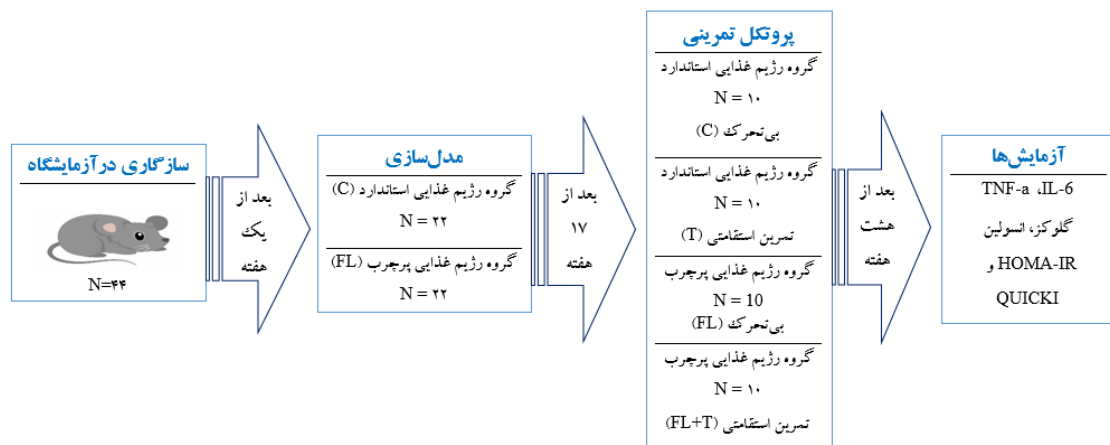 سازگاری در آزمایشگاه
N=۴۴
بعد از
یک
هفته
مدل‌سازی
گروه رژیم غذایی استاندارد (C)
N = ۲۲
گروه رژیم غذایی پرچرب (FL)
N = ۲۲
بعد از
۱۷
هفته
پروتکل تمرینی
گروه رژیم غذایی استاندارد
N = ۱۰
بی‌تحرک (C)
گروه رژیم غذایی استاندارد
N = ۱۰
تمرین استقامتی (T)
گروه رژیم غذایی پرچرب
N = 10
بی‌تحرک (FL)
گروه رژیم غذایی پرچرب
N = ۱۰
تمرین استقامتی (FL+T)
بعد از
هشت
هفته
آزمایش‌ها
TNF-a ،IL-6
گلوکز، انسولین
HOMA-IR و
QUICKI